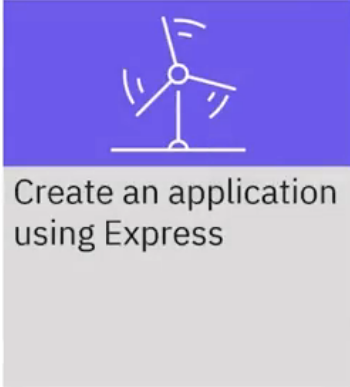 Create an application
using Express